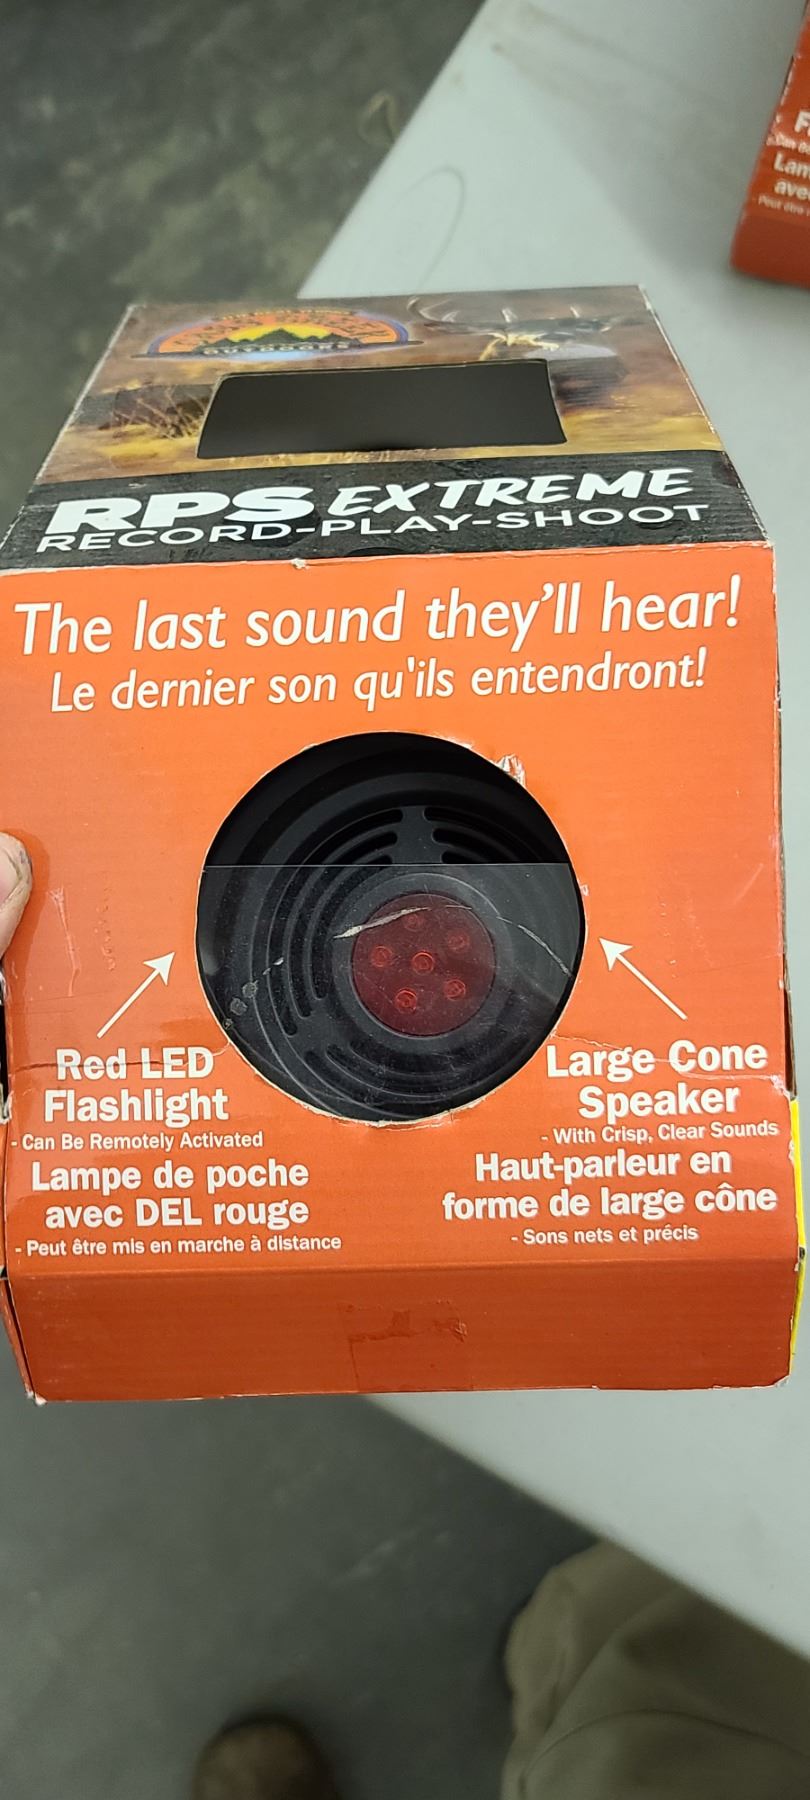 OUTDOORS
RPS EXTREME
RECORD-PLAY-SHOOT
The last sound they'll hear!
Le dernier son qu'ils entendront!
Red LED
Flashlight
- Can Be Remotely Activated
Lampe de poche
avec DEL rouge
- Peut être mis en marche à distance
Large Cone
Speaker
- With Crisp, Clear Sounds
Haut-parleur en
forme de large cône
- Sons nets et précis